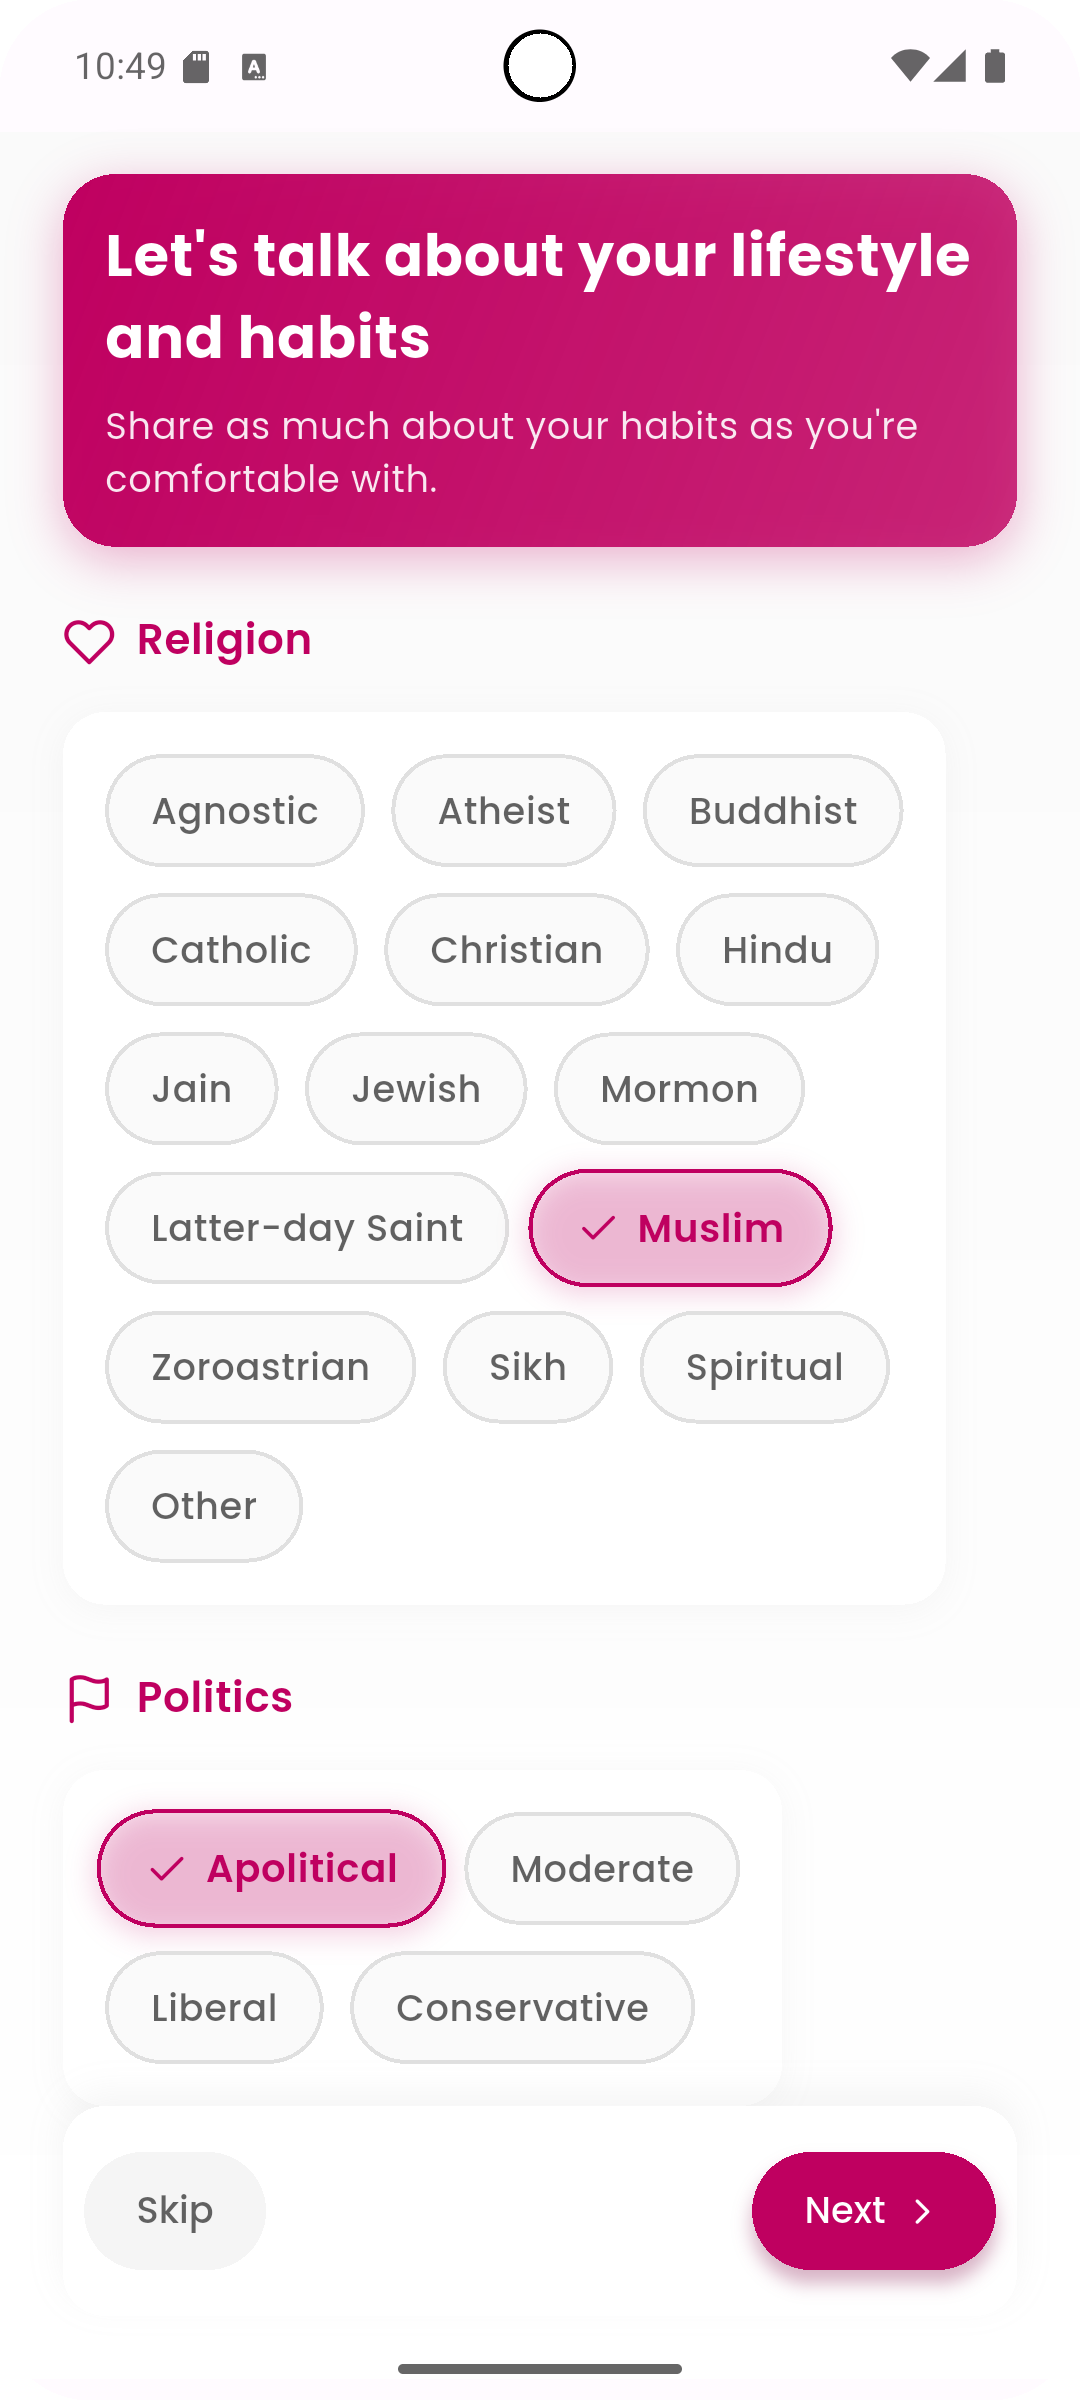 10:49
Let's talk about your lifestyle
and habits
Share as much about your habits as you're
comfortable with.
Religion
Agnostic Atheist Buddhist
Catholic Christian Hindu
Jain Jewish Mormon
Latter-day Saint Muslim
Zoroastrian Sikh Spiritual
Other
Politics
Apolitical Moderate
Liberal Conservative
Skip Next